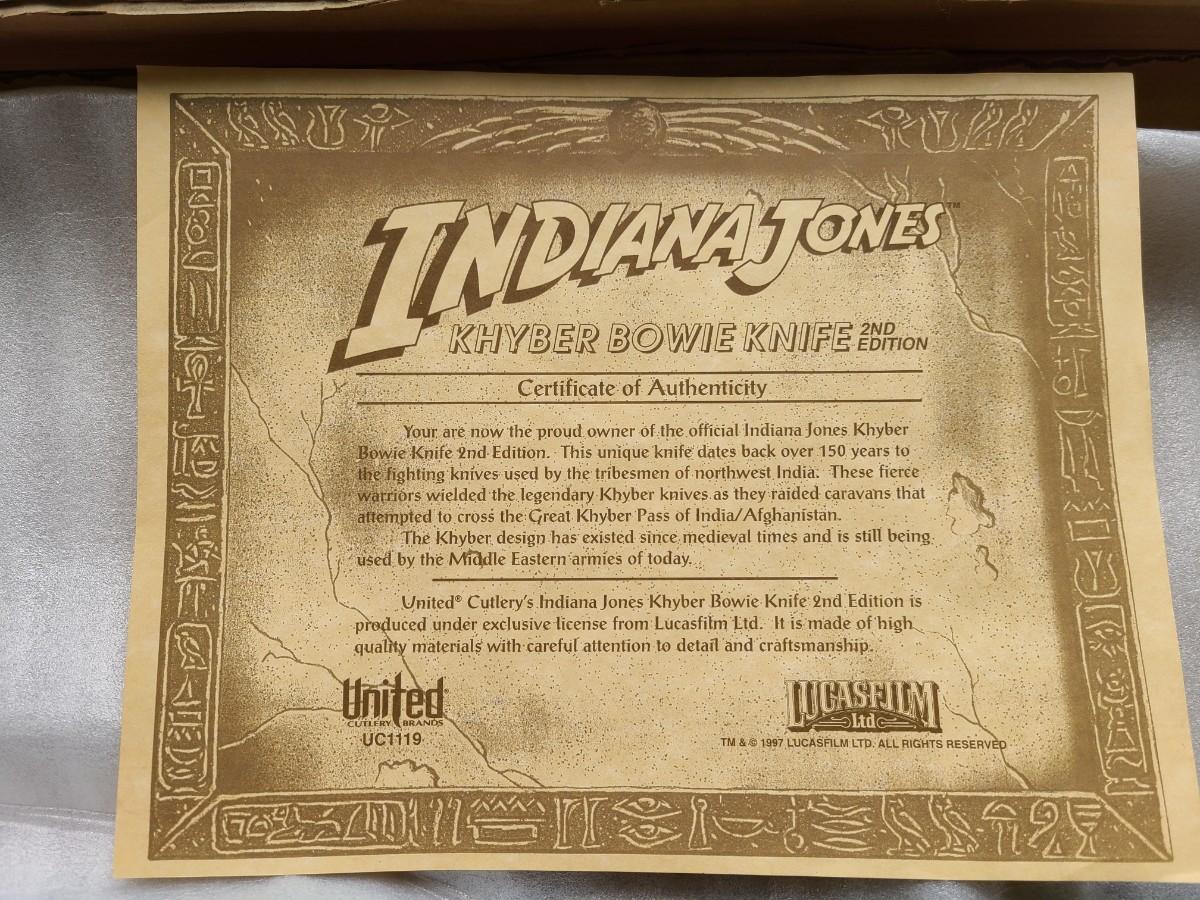 INDIANA JONES™
KHYBER BOWIE KNIFE 2ND EDITION
Certificate of Authenticity
Your are now the proud owner of the official Indiana Jones Khyber
Bowie Knife 2nd Edition. This unique knife dates back over 150 years to
the fighting knives used by the tribesmen of northwest India. These fierce
warriors wielded the legendary Khyber knives as they raided caravans that
attempted to cross the Great Khyber Pass of India/Afghanistan.
The Khyber design has existed since medieval times and is still being
used by the Middle Eastern armies of today.
United® Cutlery's Indiana Jones Khyber Bowie Knife 2nd Edition is
produced under exclusive license from Lucasfilm Ltd. It is made of high
quality materials with careful attention to detail and craftsmanship.
United®
CUTLERY BRANDS
UC1119
LUCASFILM
Ltd
TM & © 1997 LUCASFILM LTD. ALL RIGHTS RESERVED